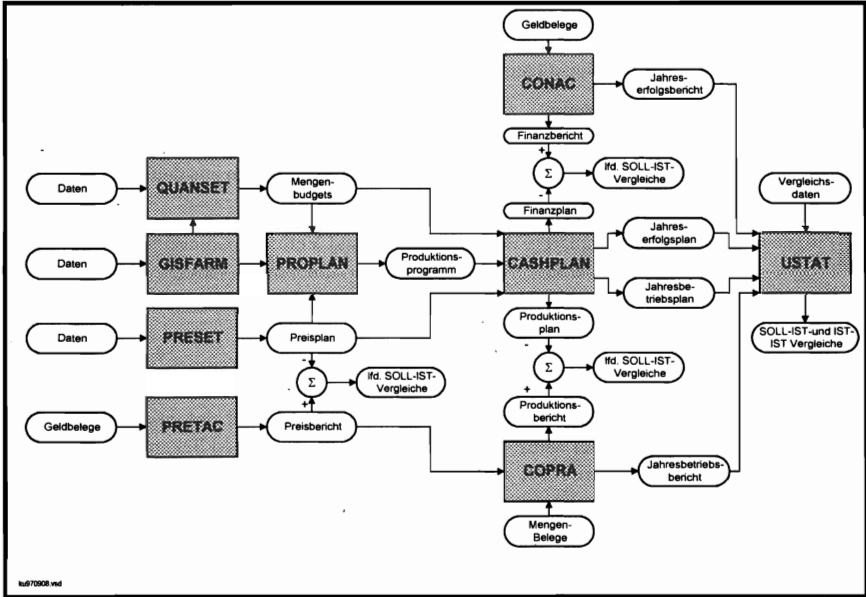 Geldbelege
CONAC
Jahres-
erfolgsbericht
Finanzbericht
+
Σ
lfd. SOLL-IST-
Vergleiche
-
Finanzplan
Daten
QUANSET
Mengen-
budgets
Vergleichs-
daten
Daten
GISFARM
PROPLAN
Produktions-
programm
CASHPLAN
Jahres-
erfolgsplan
Jahresbe-
triebsplan
USTAT
Daten
PRESET
Preisplan
Produktions-
plan
SOLL-IST-und IST-
IST Vergleiche
-
Σ
+
lfd. SOLL-IST-
Vergleiche
-
Σ
+
lfd. SOLL-IST-
Vergleiche
Geldbelege
PRETAC
Preisbericht
Produktions-
bericht
COPRA
Jahresbetriebs-
bericht
Mengen-
Belege
ku970908.vsd